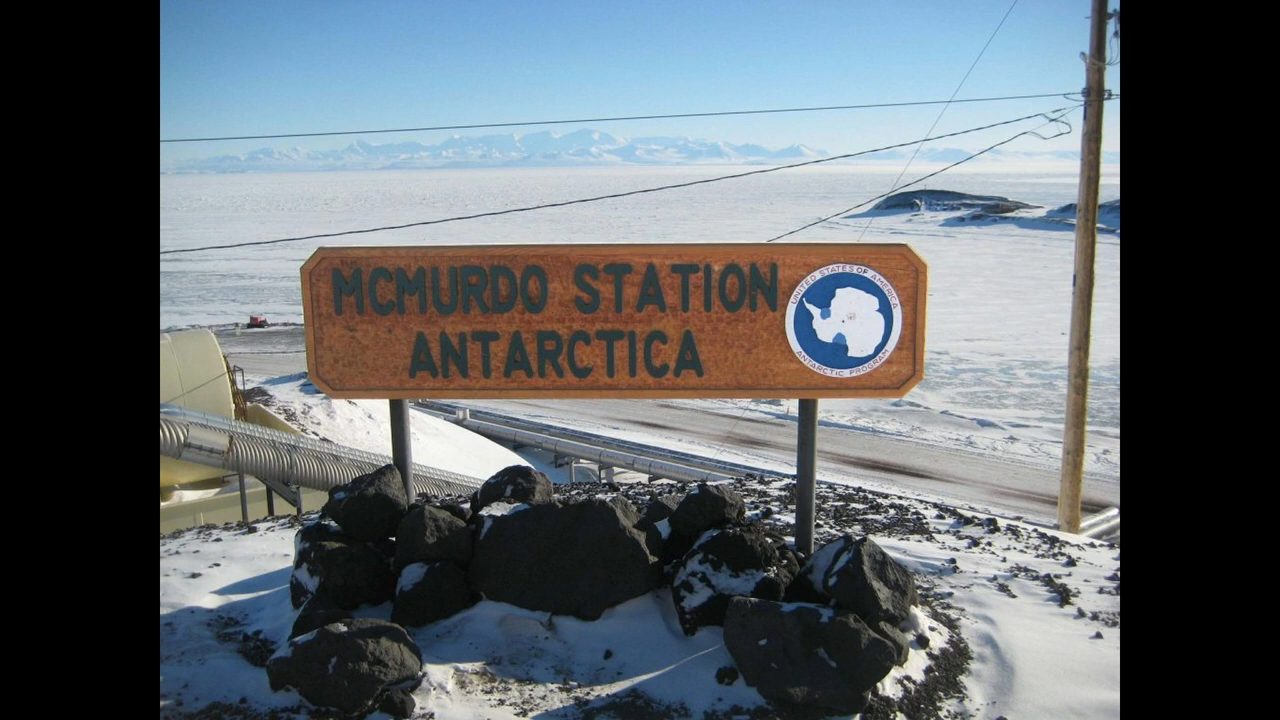 MCMURDO STATION
ANTARCTICA
UNITED STATES OF AMERICA
ANTARCTIC PROGRAM